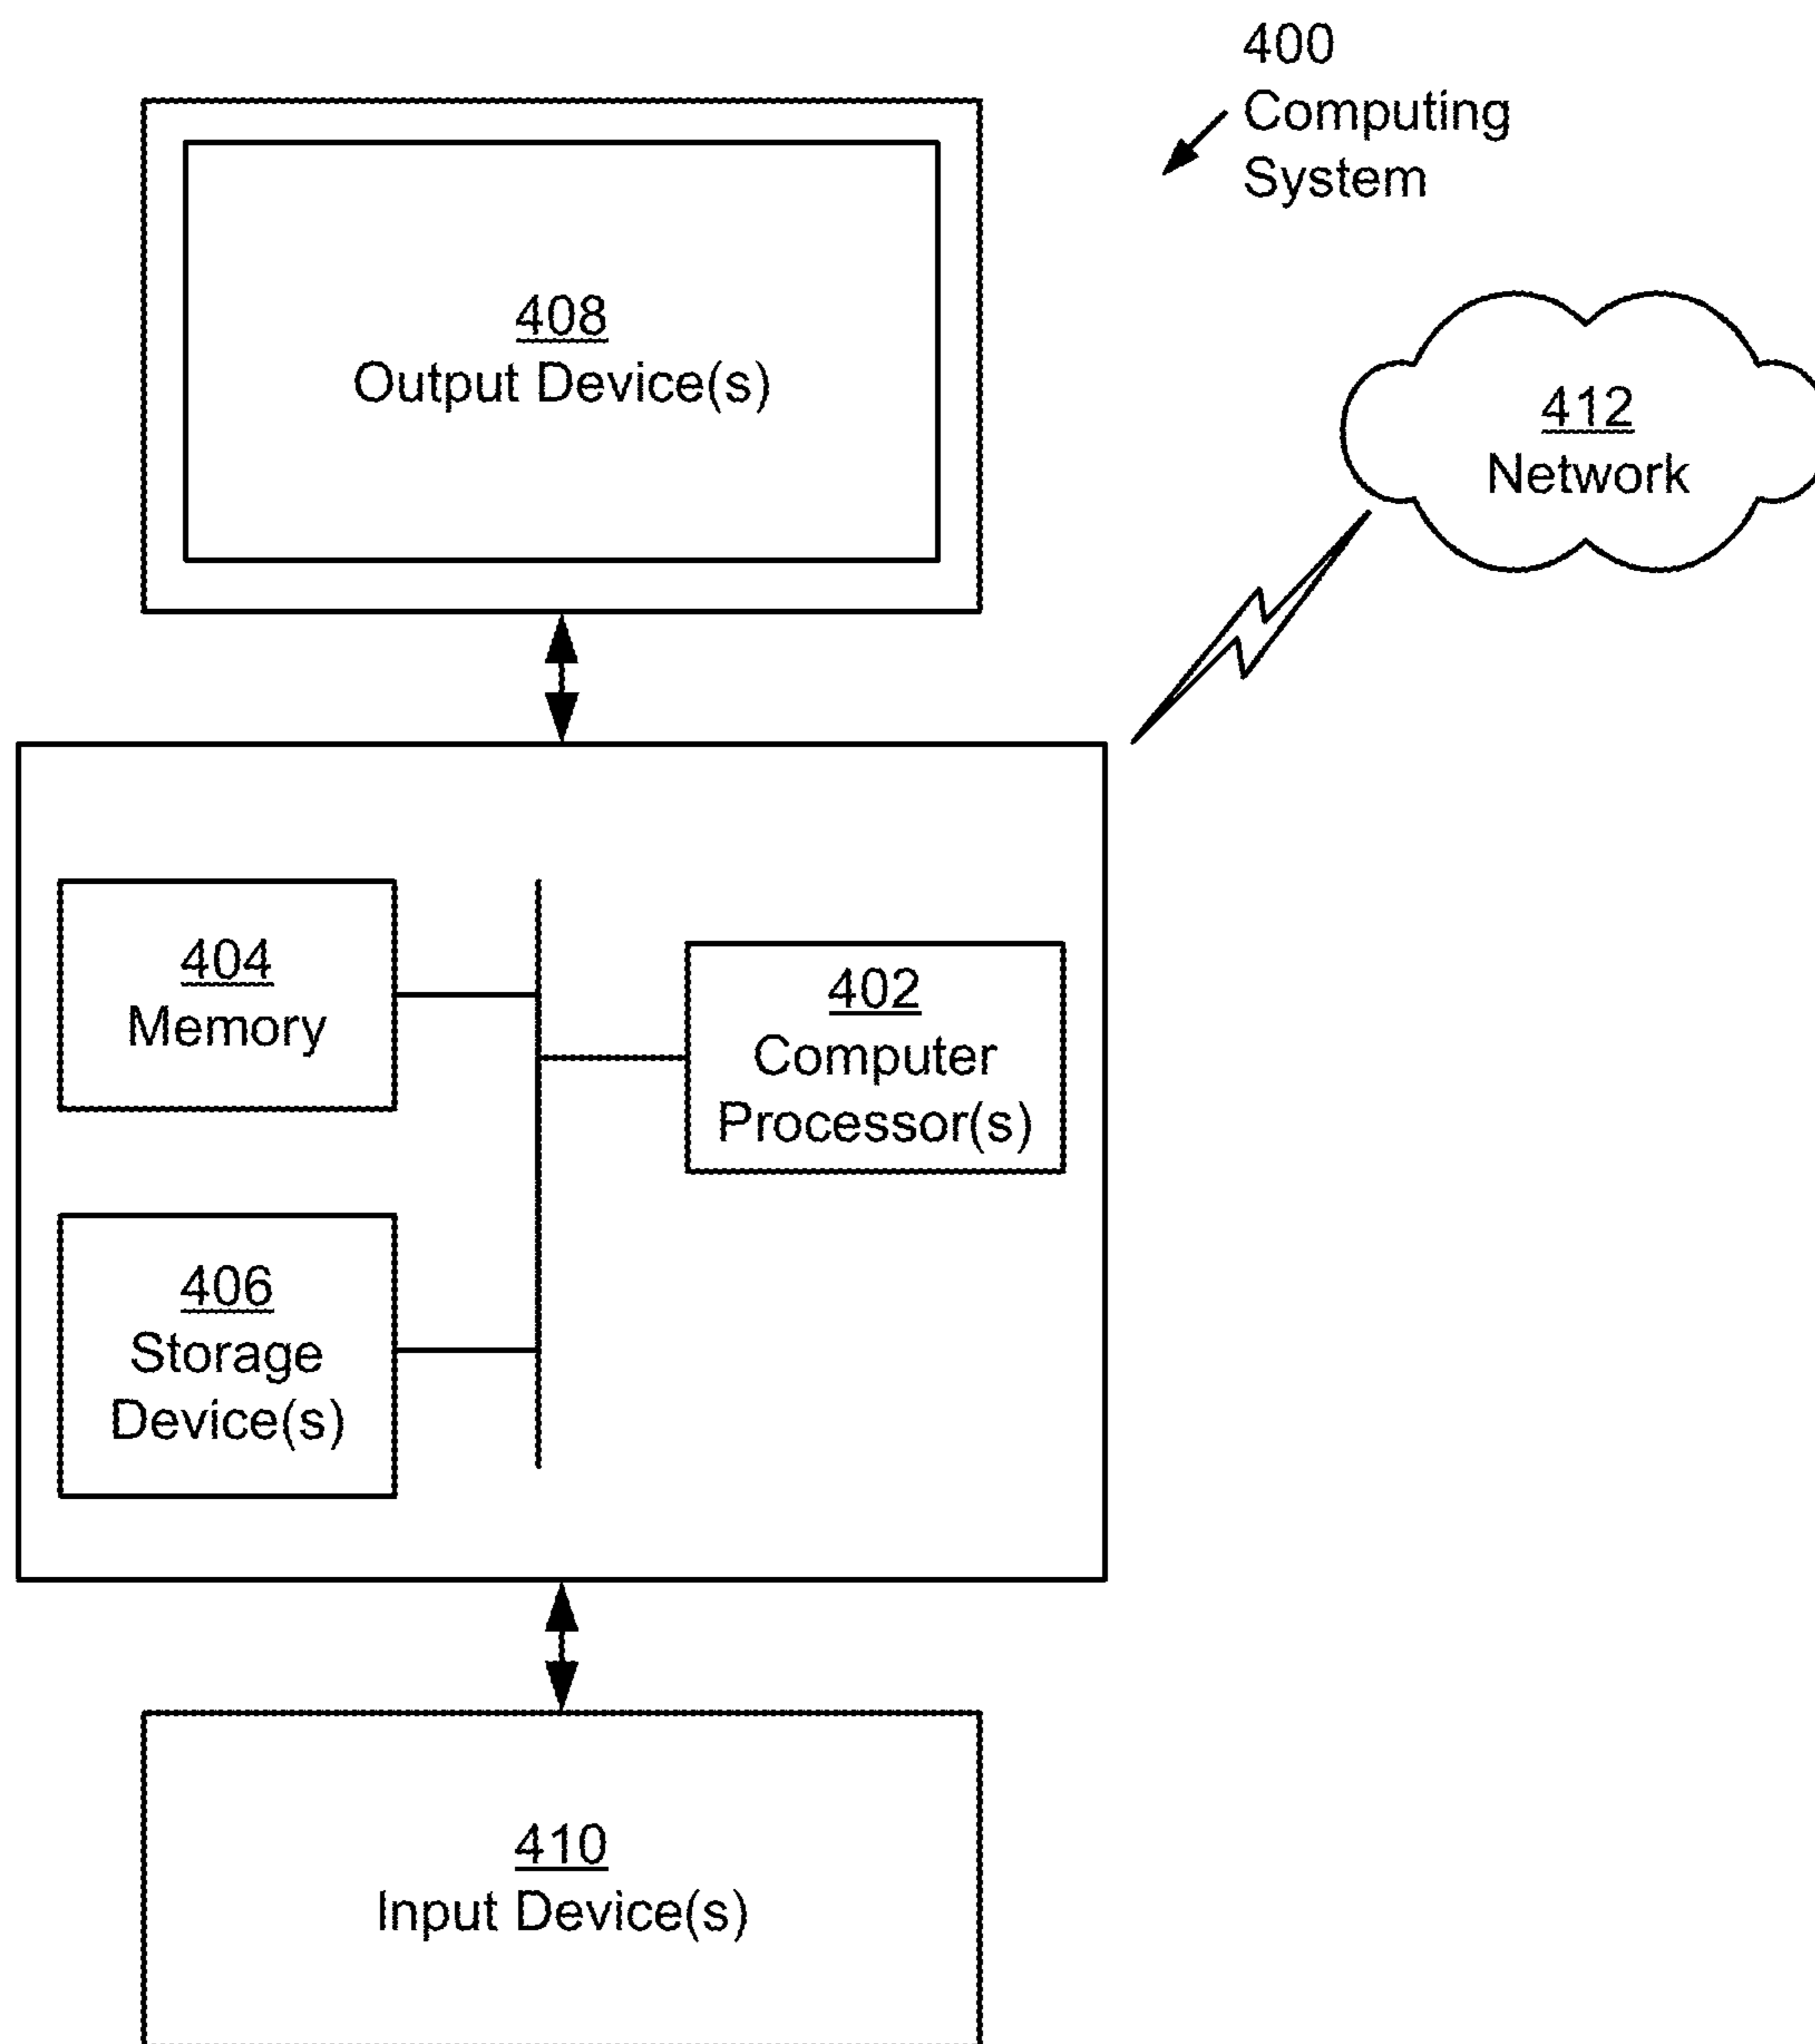 400
Computing
System
408
Output Device(s)
412
Network
404
Memory
402
Computer
Processor(s)
406
Storage
Device(s)
410
Input Device(s)